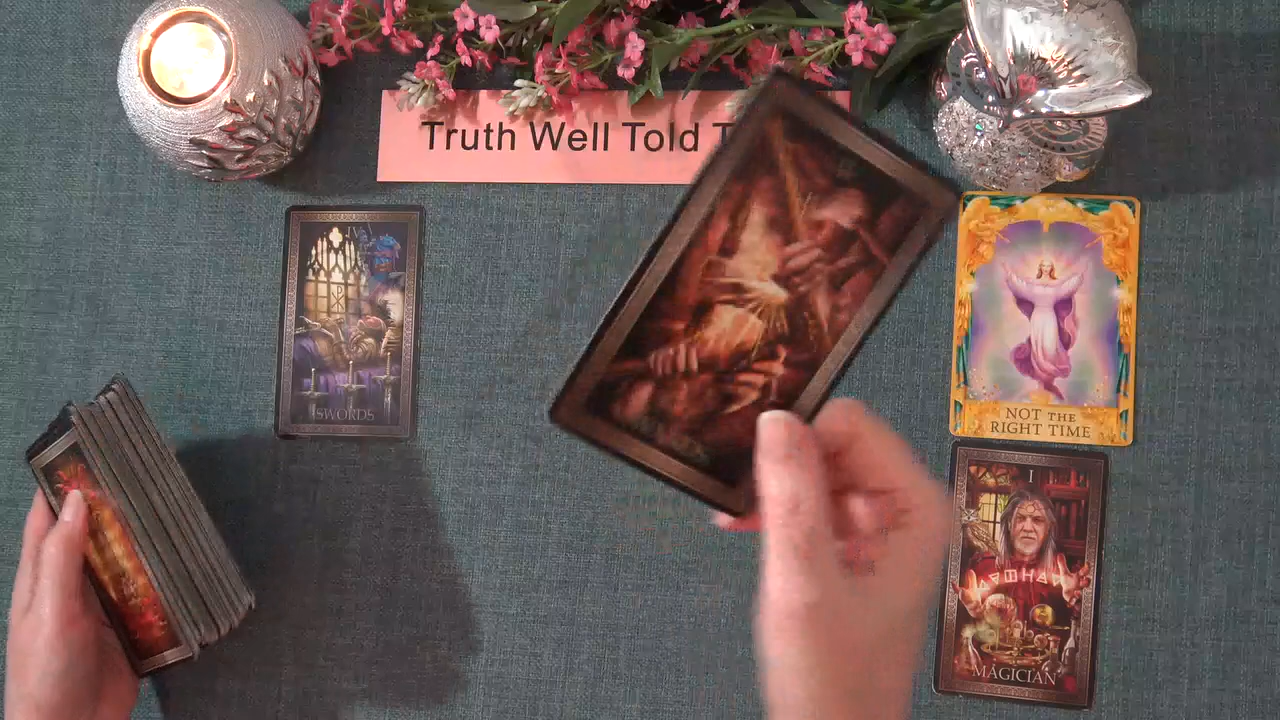 Truth Well Told T
IV
SWORDS
NOT THE
RIGHT TIME
I
MAGICIAN